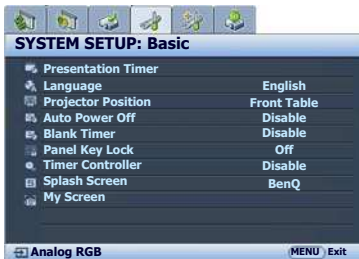 SYSTEM SETUP: Basic
Presentation Timer
Language English
Projector Position Front Table
Auto Power Off Disable
Blank Timer Disable
Panel Key Lock Off
Timer Controller Disable
Splash Screen BenQ
My Screen
Analog RGB MENU Exit